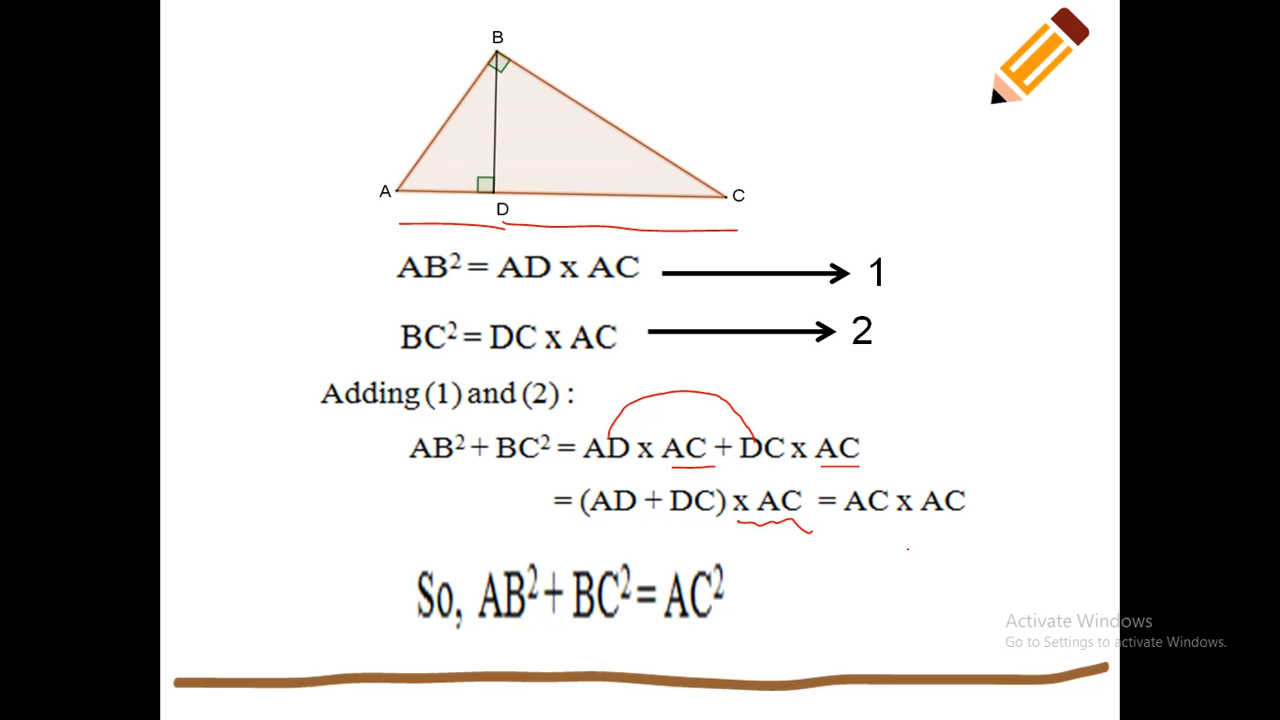 B
A
D
C
AB² = AD x AC 1
BC² = DC x AC 2
Adding (1) and (2) :
AB² + BC² = AD x AC + DC x AC
= (AD + DC) x AC = AC x AC
So, AB² + BC² = AC²
Activate Windows
Go to Settings to activate Windows.